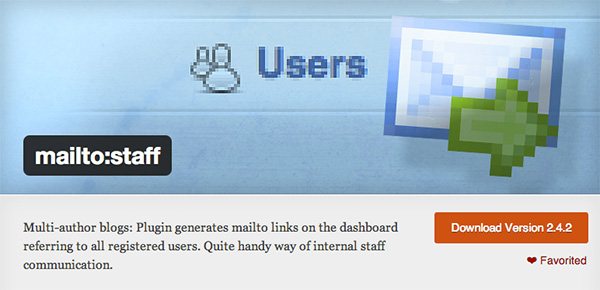 Users
mailto:staff
Multi-author blogs: Plugin generates mailto links on the dashboard
referring to all registered users. Quite handy way of internal staff
communication.
Download Version 2.4.2
❤ Favorited